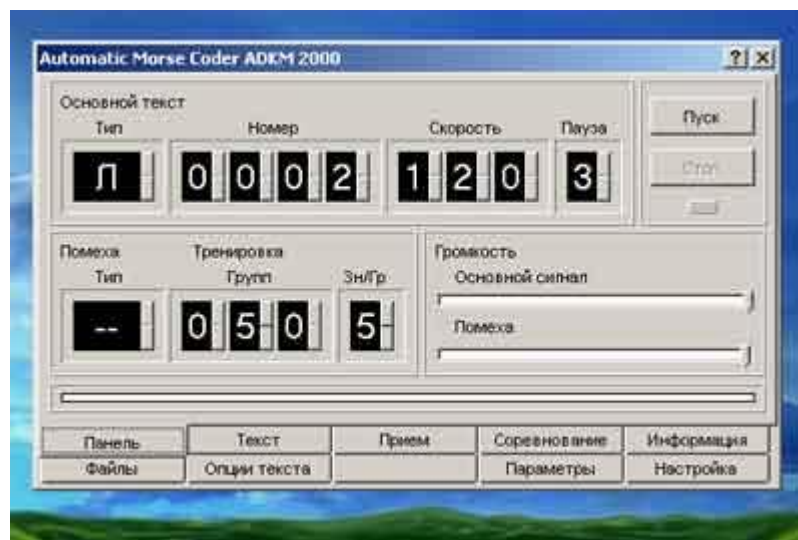 Automatic Morse Coder ADKM 2000
Основной текст
Тип Номер Скорость Пауза
Л 0 0 0 2 1 2 0 3
Пуск
Стоп
Помеха Тренировка Громкость
Тип Групп Зн/Гр Основной сигнал
-- 0 5 0 5
Помеха
Панель Текст Прием Соревнование Информация
Файлы Опции текста Параметры Настройка